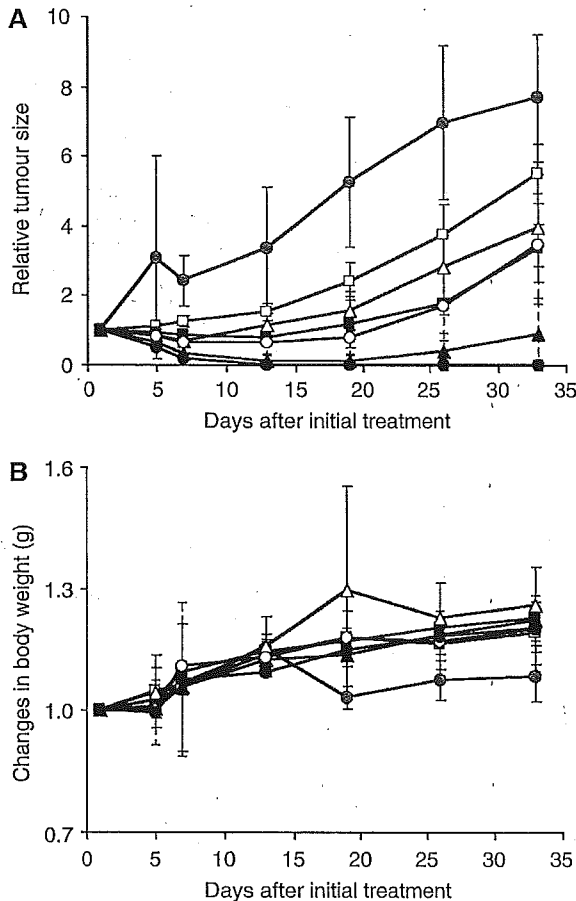 A
10
8
6
4
2
0
Relative tumour size
0 5 10 15 20 25 30 35
Days after initial treatment
B
1.6
1.3
1.0
0.7
Changes in body weight (g)
0 5 10 15 20 25 30 35
Days after initial treatment